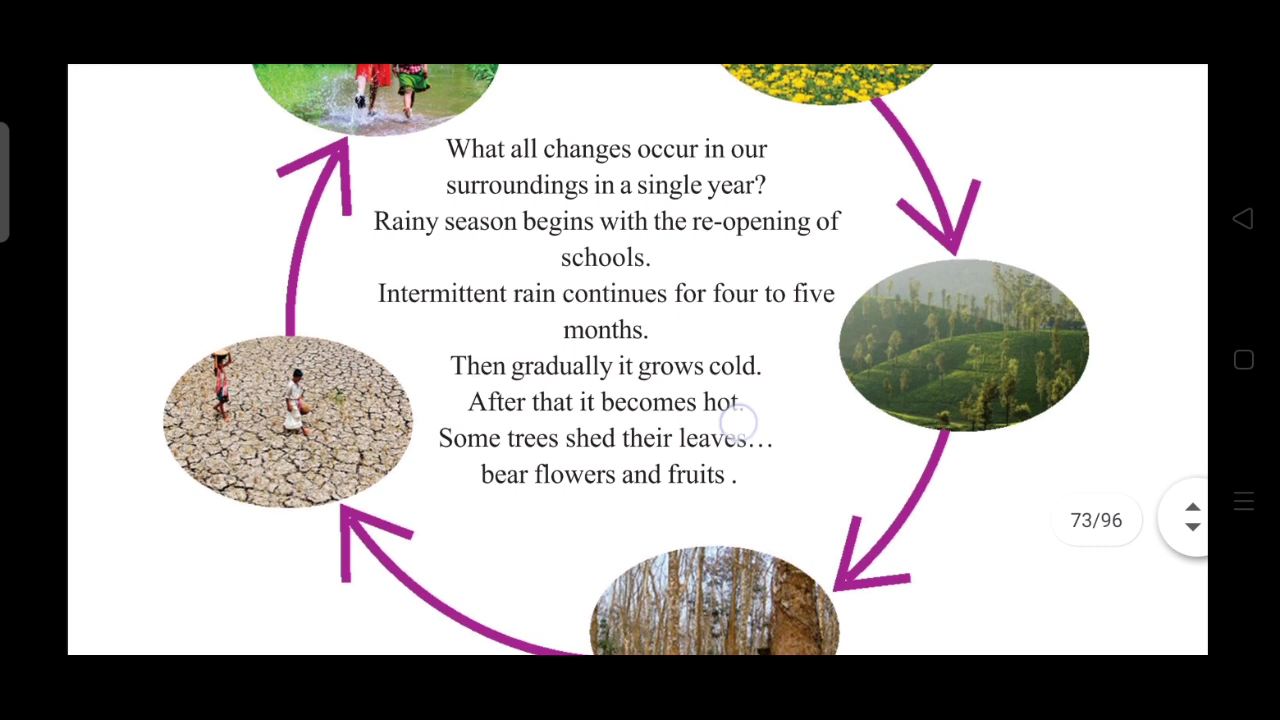 What all changes occur in our
surroundings in a single year?
Rainy season begins with the re-opening of
schools.
Intermittent rain continues for four to five
months.
Then gradually it grows cold.
After that it becomes hot.
Some trees shed their leaves…
bear flowers and fruits .
73/96